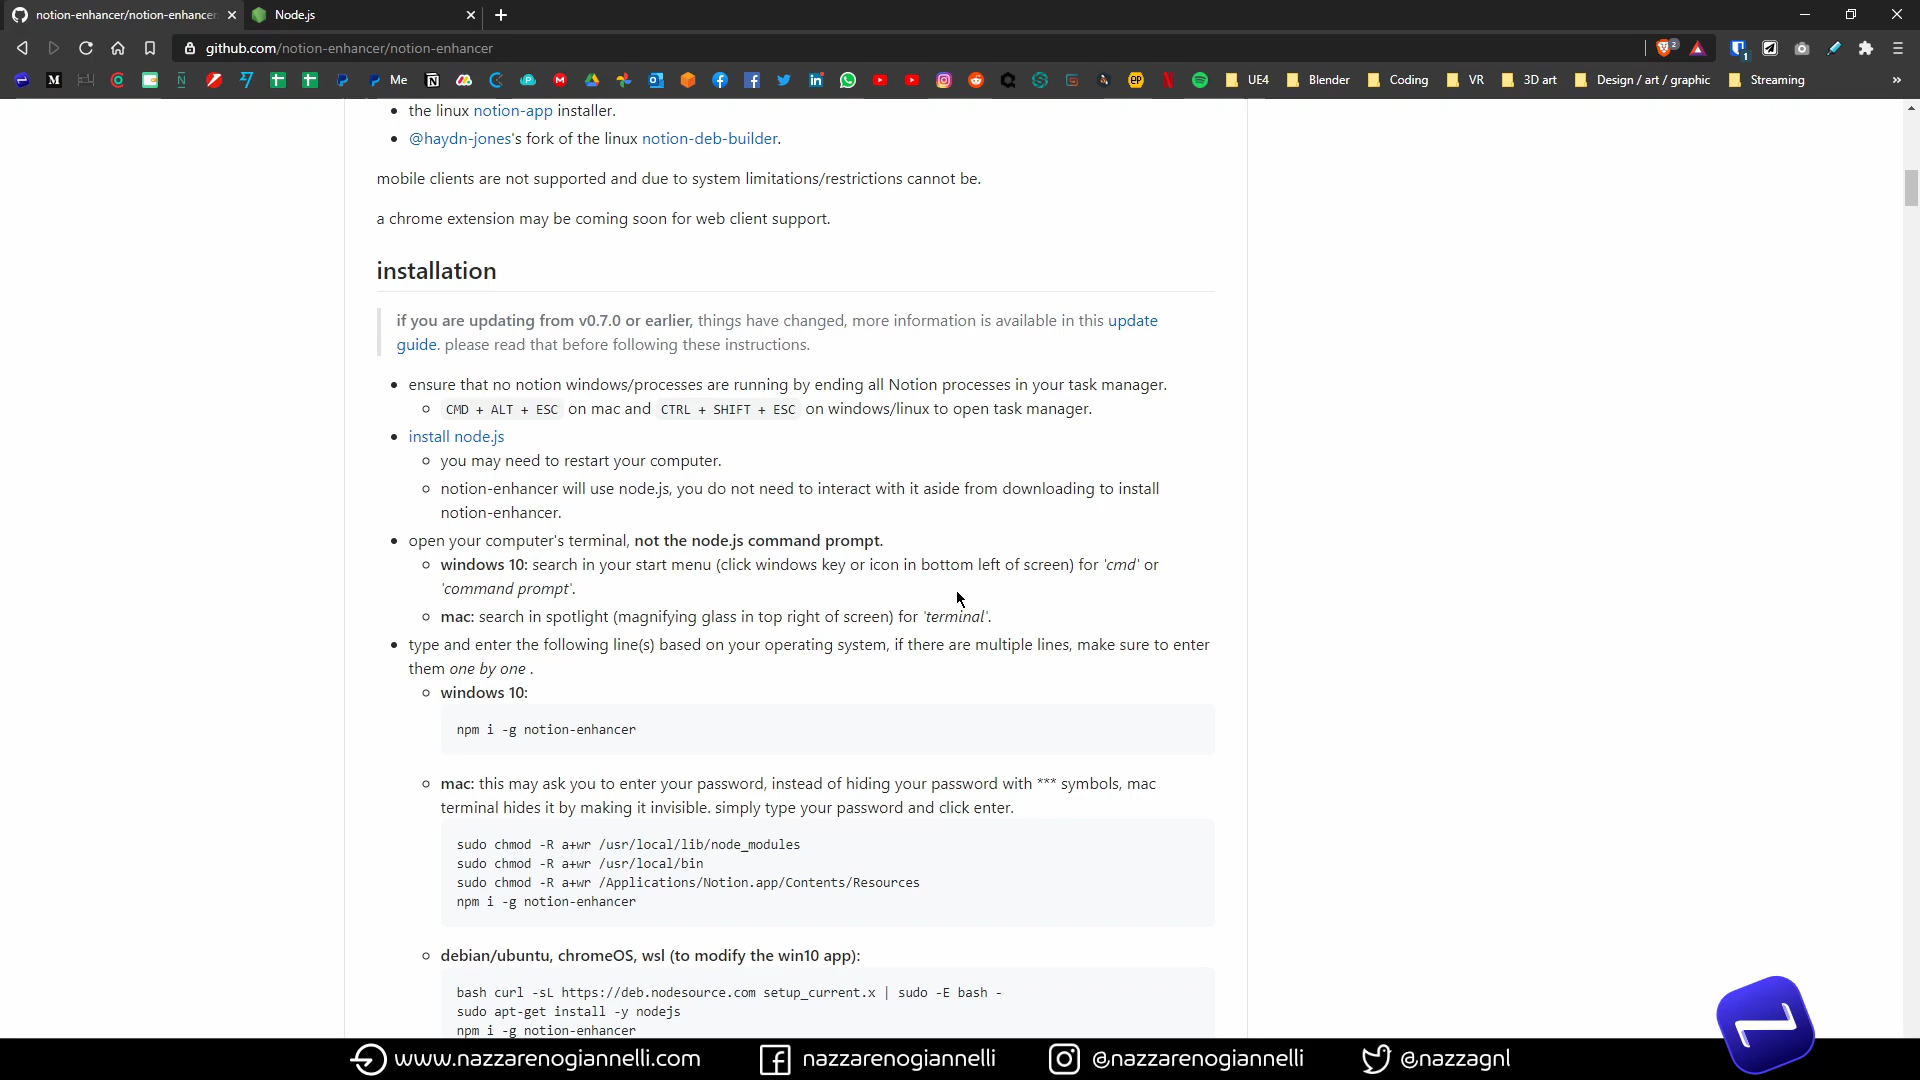 notion-enhancer/notion-enhancer
Node.js
github.com/notion-enhancer/notion-enhancer
2
1
Me
UE4
Blender
Coding
VR
3D art
Design / art / graphic
Streaming
»
the linux notion-app installer.
@haydn-jones's fork of the linux notion-deb-builder.
mobile clients are not supported and due to system limitations/restrictions cannot be.
a chrome extension may be coming soon for web client support.
installation
if you are updating from v0.7.0 or earlier, things have changed, more information is available in this update
guide. please read that before following these instructions.
ensure that no notion windows/processes are running by ending all Notion processes in your task manager.
CMD + ALT + ESC on mac and CTRL + SHIFT + ESC on windows/linux to open task manager.
install node.js
you may need to restart your computer.
notion-enhancer will use node.js, you do not need to interact with it aside from downloading to install
notion-enhancer.
open your computer's terminal, not the node.js command prompt.
windows 10: search in your start menu (click windows key or icon in bottom left of screen) for 'cmd' or
'command prompt'.
mac: search in spotlight (magnifying glass in top right of screen) for 'terminal'.
type and enter the following line(s) based on your operating system, if there are multiple lines, make sure to enter
them one by one .
windows 10:
npm i -g notion-enhancer
mac: this may ask you to enter your password, instead of hiding your password with *** symbols, mac
terminal hides it by making it invisible. simply type your password and click enter.
sudo chmod -R a+wr /usr/local/lib/node_modules
sudo chmod -R a+wr /usr/local/bin
sudo chmod -R a+wr /Applications/Notion.app/Contents/Resources
npm i -g notion-enhancer
debian/ubuntu, chromeOS, wsl (to modify the win10 app):
bash curl -sL https://deb.nodesource.com setup_current.x | sudo -E bash -
sudo apt-get install -y nodejs
npm i -g notion-enhancer
www.nazzarenogiannelli.com
nazzarenogiannelli
@nazzarenogiannelli
@nazzagnl